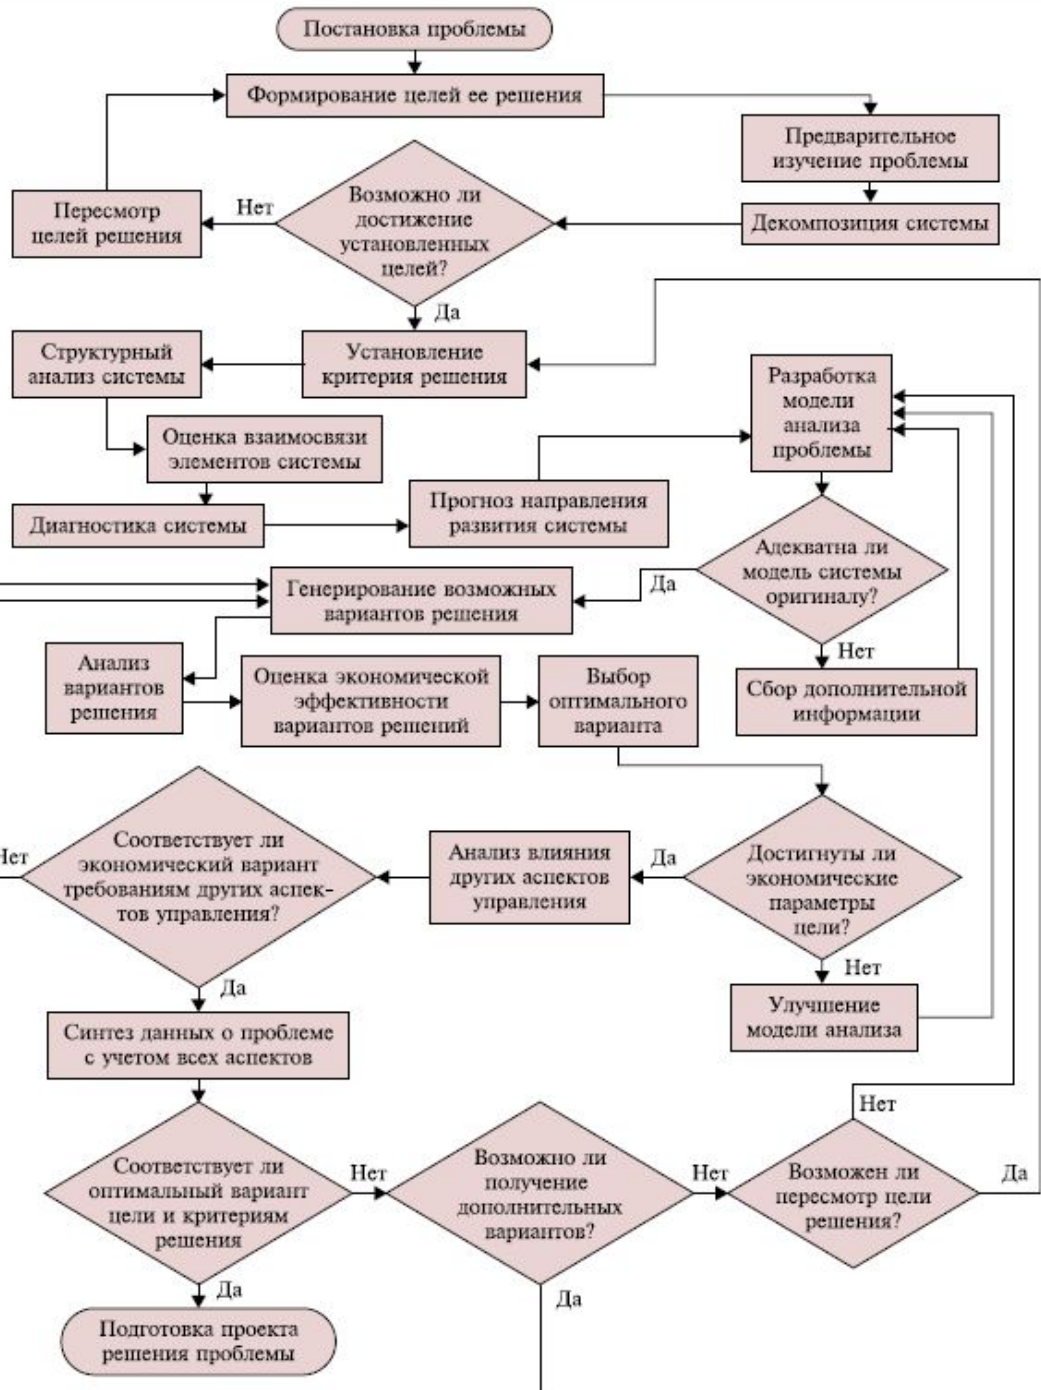 Постановка проблемы
Формирование целей ее решения
Предварительное
изучение проблемы
Декомпозиция системы
Возможно ли
достижение
установленных
целей?
Нет
Пересмотр
целей решения
Да
Установление
критерия решения
Структурный
анализ системы
Оценка взаимосвязи
элементов системы
Диагностика системы
Прогноз направления
развития системы
Разработка
модели
анализа
проблемы
Адекватна ли
модель системы
оригиналу?
Да
Нет
Сбор дополнительной
информации
Генерирование возможных
вариантов решения
Анализ
вариантов
решения
Оценка экономической
эффективности
вариантов решений
Выбор
оптимального
варианта
Достигнуты ли
экономические
параметры
цели?
Да
Нет
Улучшение
модели анализа
Анализ влияния
других аспектов
управления
Соответствует ли
экономический вариант
требованиям других аспек-
тов управления?
Нет
Да
Синтез данных о проблеме
с учетом всех аспектов
Соответствует ли
оптимальный вариант
цели и критериям
решения
Нет
Да
Возможно ли
получение
дополнительных
вариантов?
Нет
Да
Возможен ли
пересмотр цели
решения?
Нет
Да
Подготовка проекта
решения проблемы